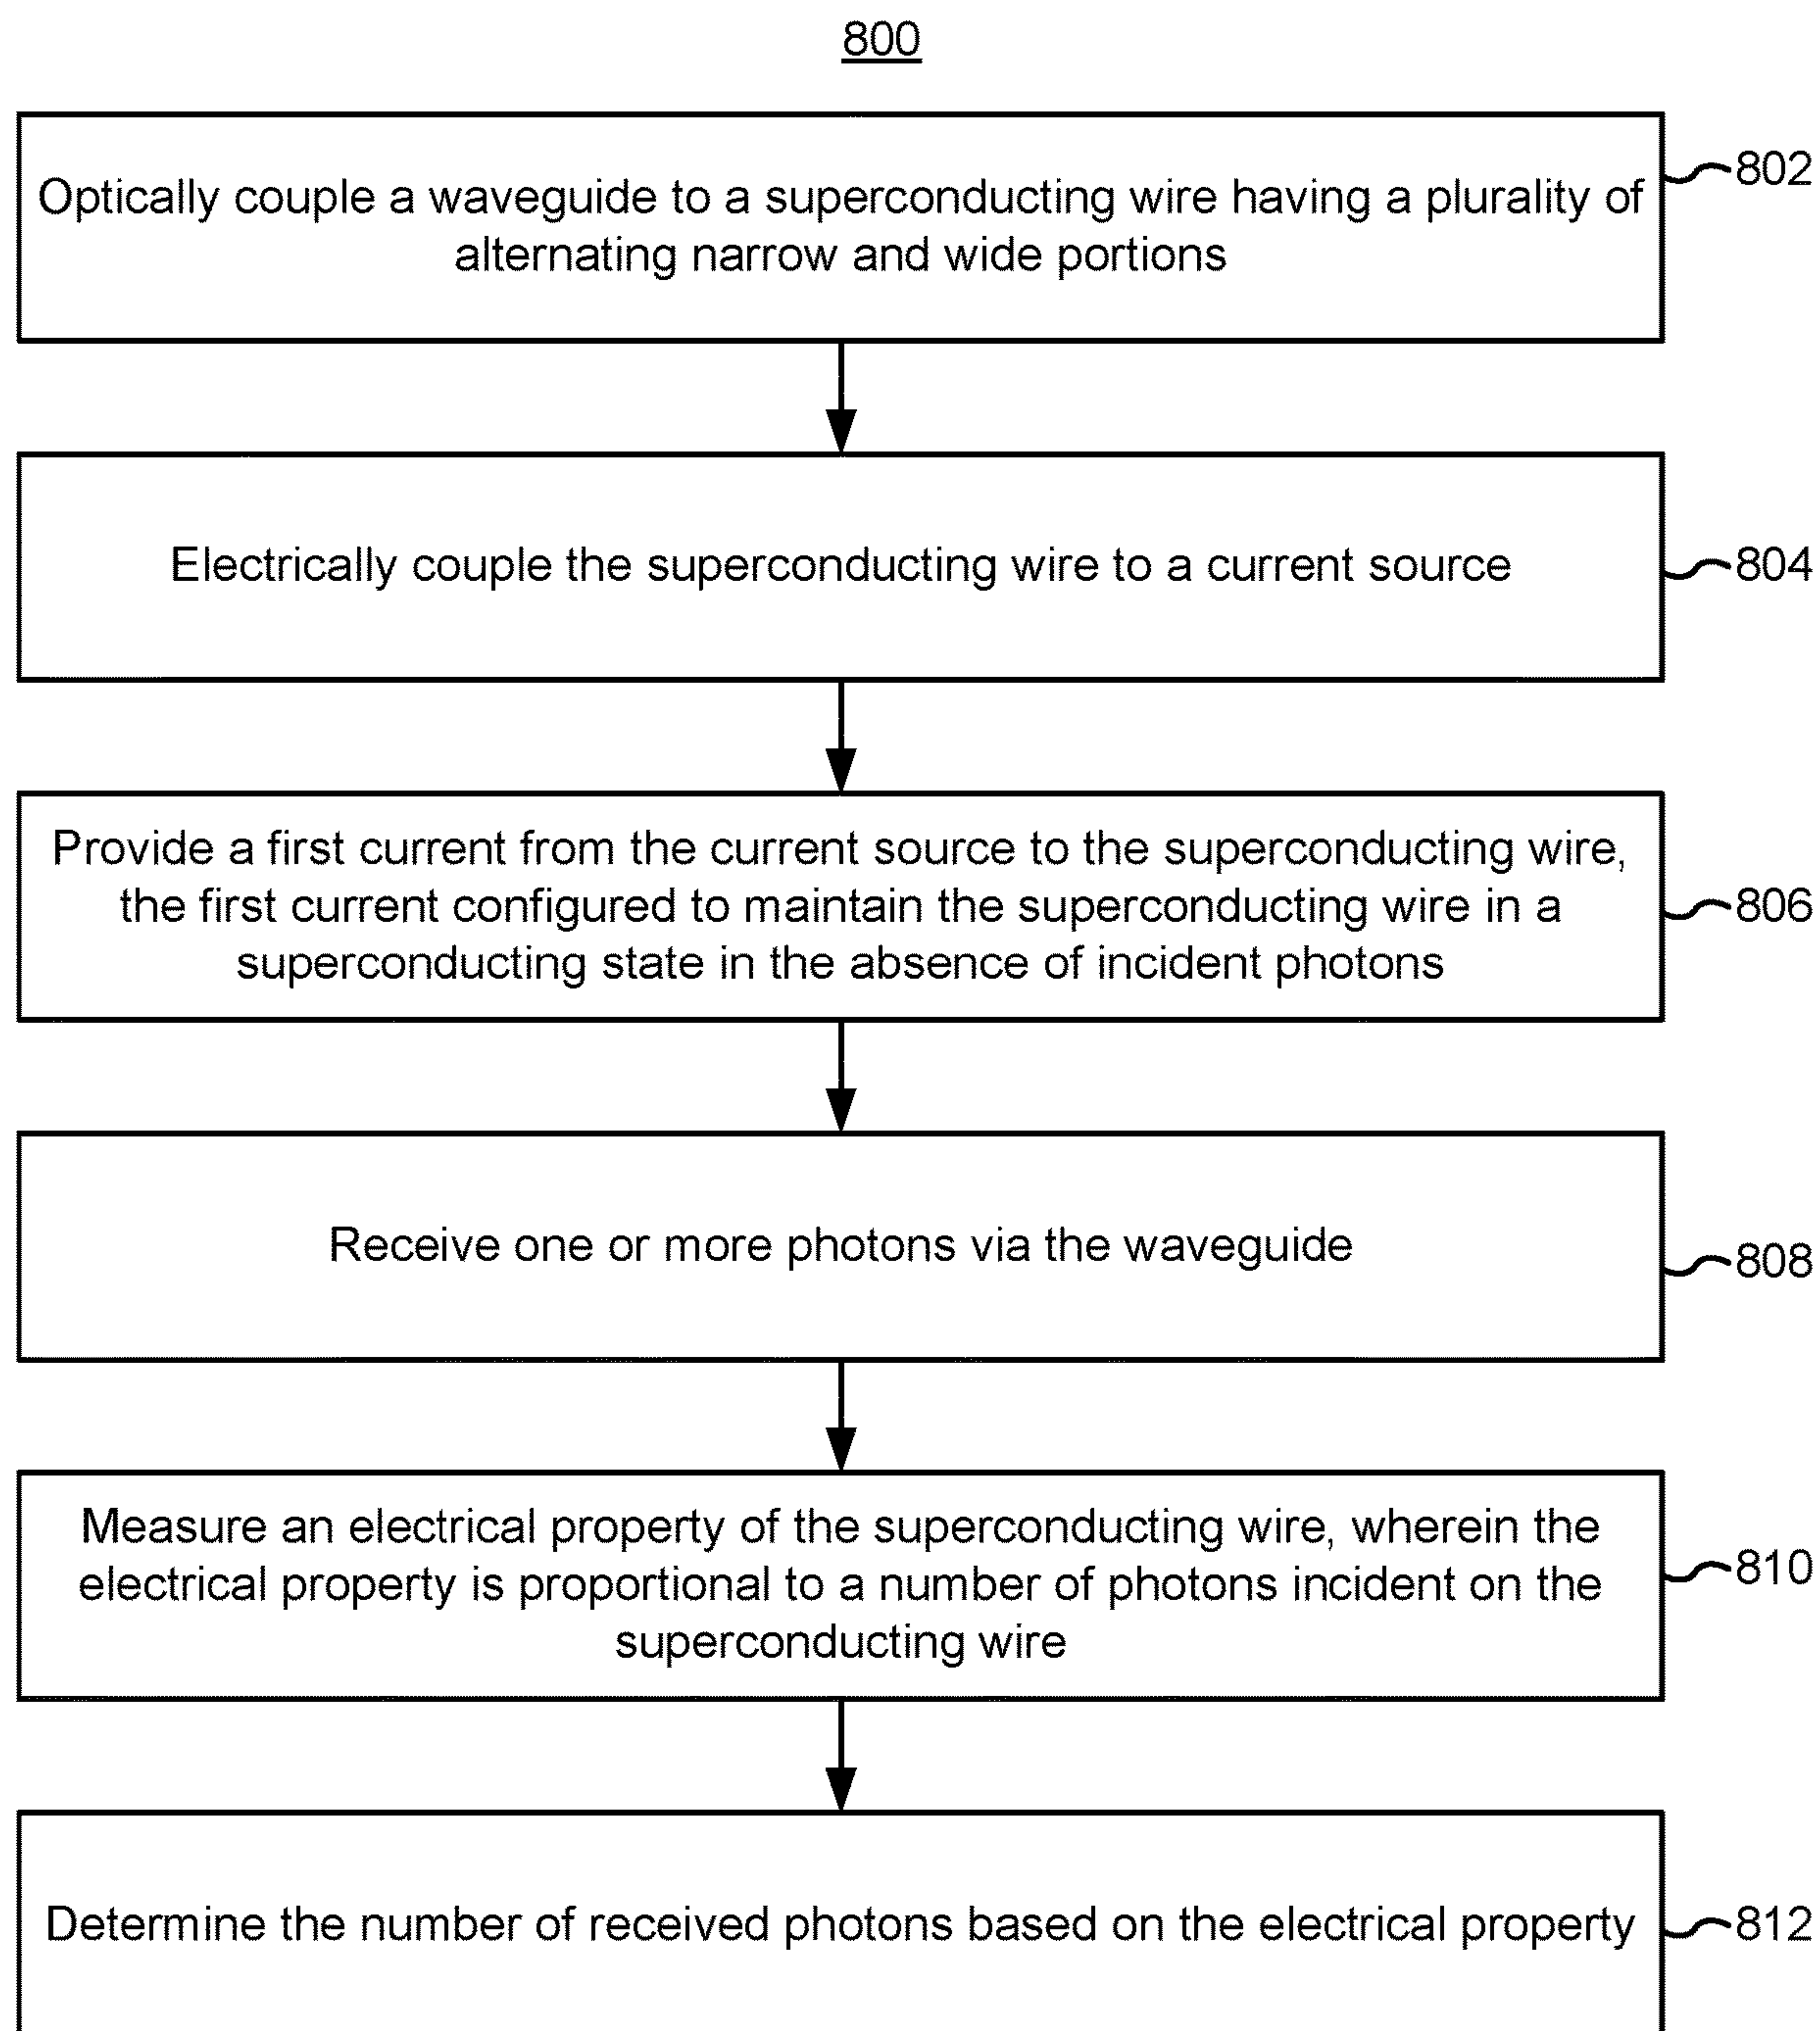 800
Optically couple a waveguide to a superconducting wire having a plurality of
alternating narrow and wide portions
802
Electrically couple the superconducting wire to a current source
804
Provide a first current from the current source to the superconducting wire,
the first current configured to maintain the superconducting wire in a
superconducting state in the absence of incident photons
806
Receive one or more photons via the waveguide
808
Measure an electrical property of the superconducting wire, wherein the
electrical property is proportional to a number of photons incident on the
superconducting wire
810
Determine the number of received photons based on the electrical property
812